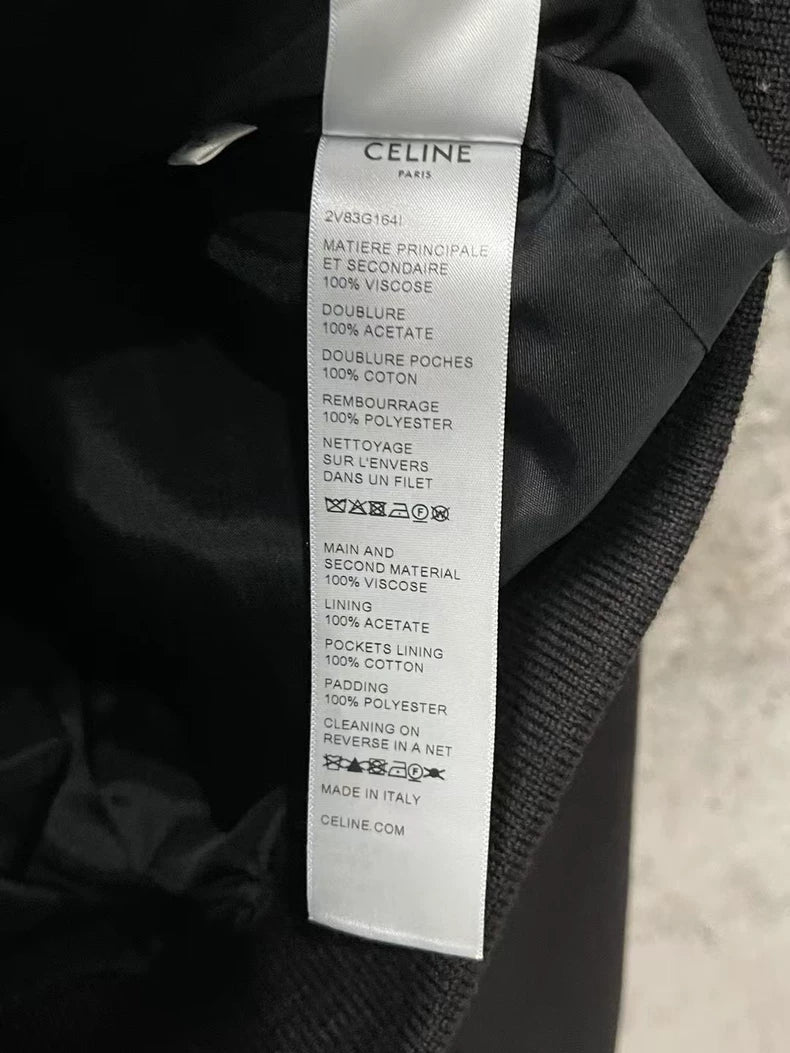 CELINE
PARIS
2V83G164I
MATIERE PRINCIPALE
ET SECONDAIRE
100% VISCOSE
DOUBLURE
100% ACETATE
DOUBLURE POCHES
100% COTON
REMBOURRAGE
100% POLYESTER
NETTOYAGE
SUR L'ENVERS
DANS UN FILET
F W
MAIN AND
SECOND MATERIAL
100% VISCOSE
LINING
100% ACETATE
POCKETS LINING
100% COTTON
PADDING
100% POLYESTER
CLEANING ON
REVERSE IN A NET
F
MADE IN ITALY
CELINE.COM